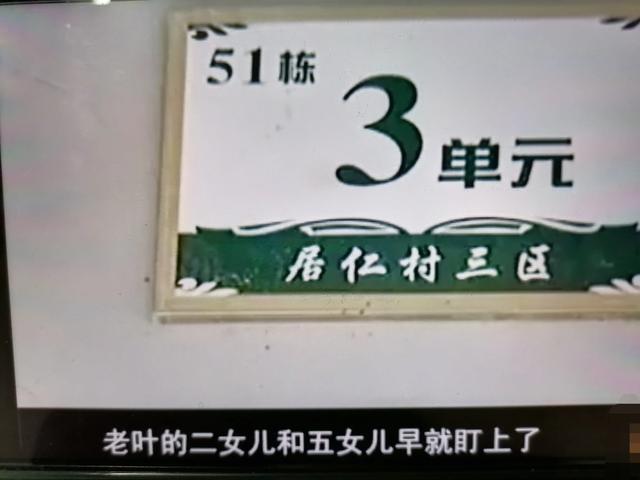 51栋
3单元
居仁村三区
老叶的二女儿和五女儿早就盯上了